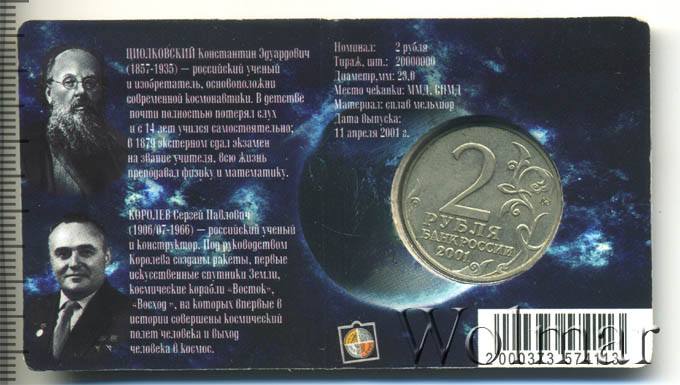 ЦИОЛКОВСКИЙ Константин Эдуардович
(1857-1935) — российский ученый
и изобретатель, основоположни
современной космонавтики. В детстве
почти полностью потерял слух
и с 14 лет учился самостоятельно;
в 1879 экстерном сдал экзамен
на звание учителя, всю жизнь
преподавал физику и математику.
КОРОЛЕВ Сергей Павлович
(1906/07-1966) — российский ученый
и конструктор. Под руководством
Королева созданы ракеты, первые
искусственные спутники Земли,
космические корабли «Восток»,
«Восход», на которых впервые в
истории совершены космический
полет человека и выход
человека в космос.
Номинал: 2 рубля
Тираж, шт.: 20000000
Диаметр,мм: 23,0
Место чеканки: ММД, СПМД
Материал: сплав мельхиор
Дата выпуска:
11 апреля 2001 г.
2
РУБЛЯ
БАНК РОССИИ
2001
Wolmar